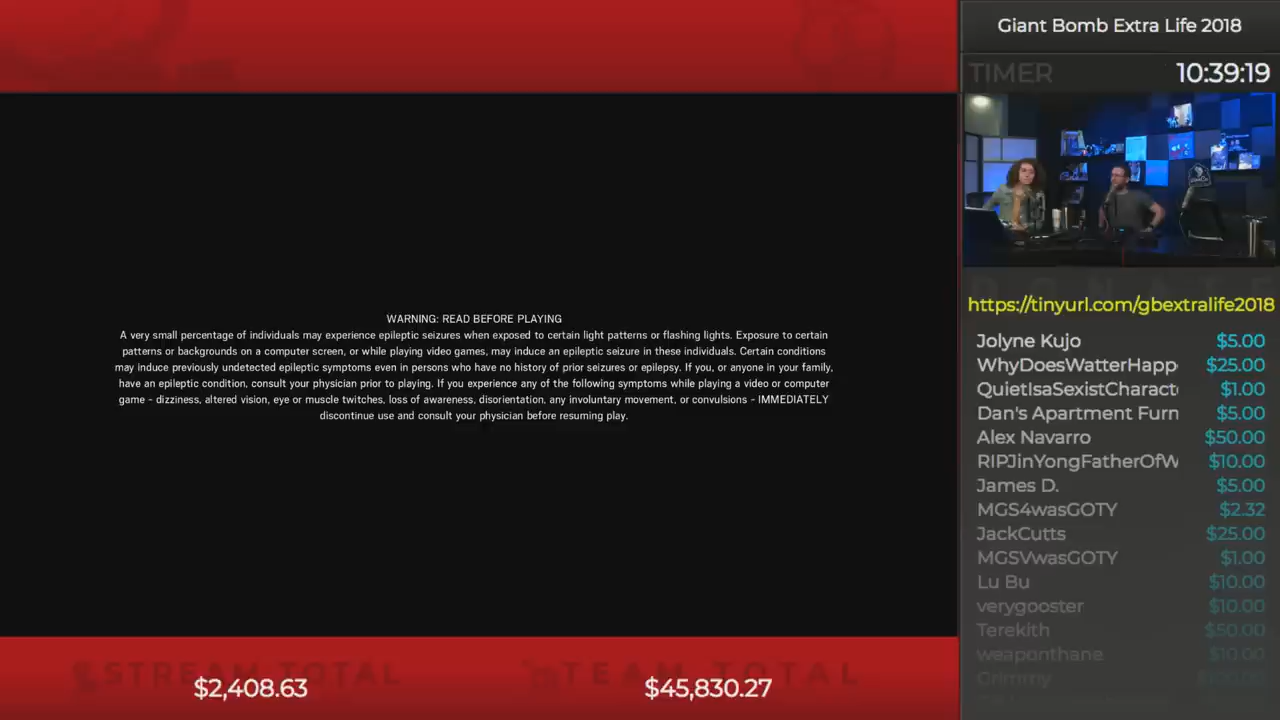 Giant Bomb Extra Life 2018
TIMER
10:39:19
WARNING: READ BEFORE PLAYING
A very small percentage of individuals may experience epileptic seizures when exposed to certain light patterns or flashing lights. Exposure to certain
patterns or backgrounds on a computer screen, or while playing video games, may induce an epileptic seizure in these individuals. Certain conditions
may induce previously undetected epileptic symptoms even in persons who have no history of prior seizures or epilepsy. If you, or anyone in your family,
have an epileptic condition, consult your physician prior to playing. If you experience any of the following symptoms while playing a video or computer
game - dizziness, altered vision, eye or muscle twitches, loss of awareness, disorientation, any involuntary movement, or convulsions - IMMEDIATELY
discontinue use and consult your physician before resuming play.
https://tinyurl.com/gbextralife2018
Jolyne Kujo $5.00
WhyDoesWatterHapp $25.00
QuietIsaSexistCharact $1.00
Dan's Apartment Furn $5.00
Alex Navarro $50.00
RIPJinYongFatherOfW $10.00
James D. $5.00
MGS4wasGOTY $2.32
JackCutts $25.00
MGSVwasGOTY $1.00
Lu Bu $10.00
verygooster $10.00
Terekith $50.00
weaponthane $10.00
Grimmy
STREAM TOTAL
$2,408.63
TEAM TOTAL
$45,830.27